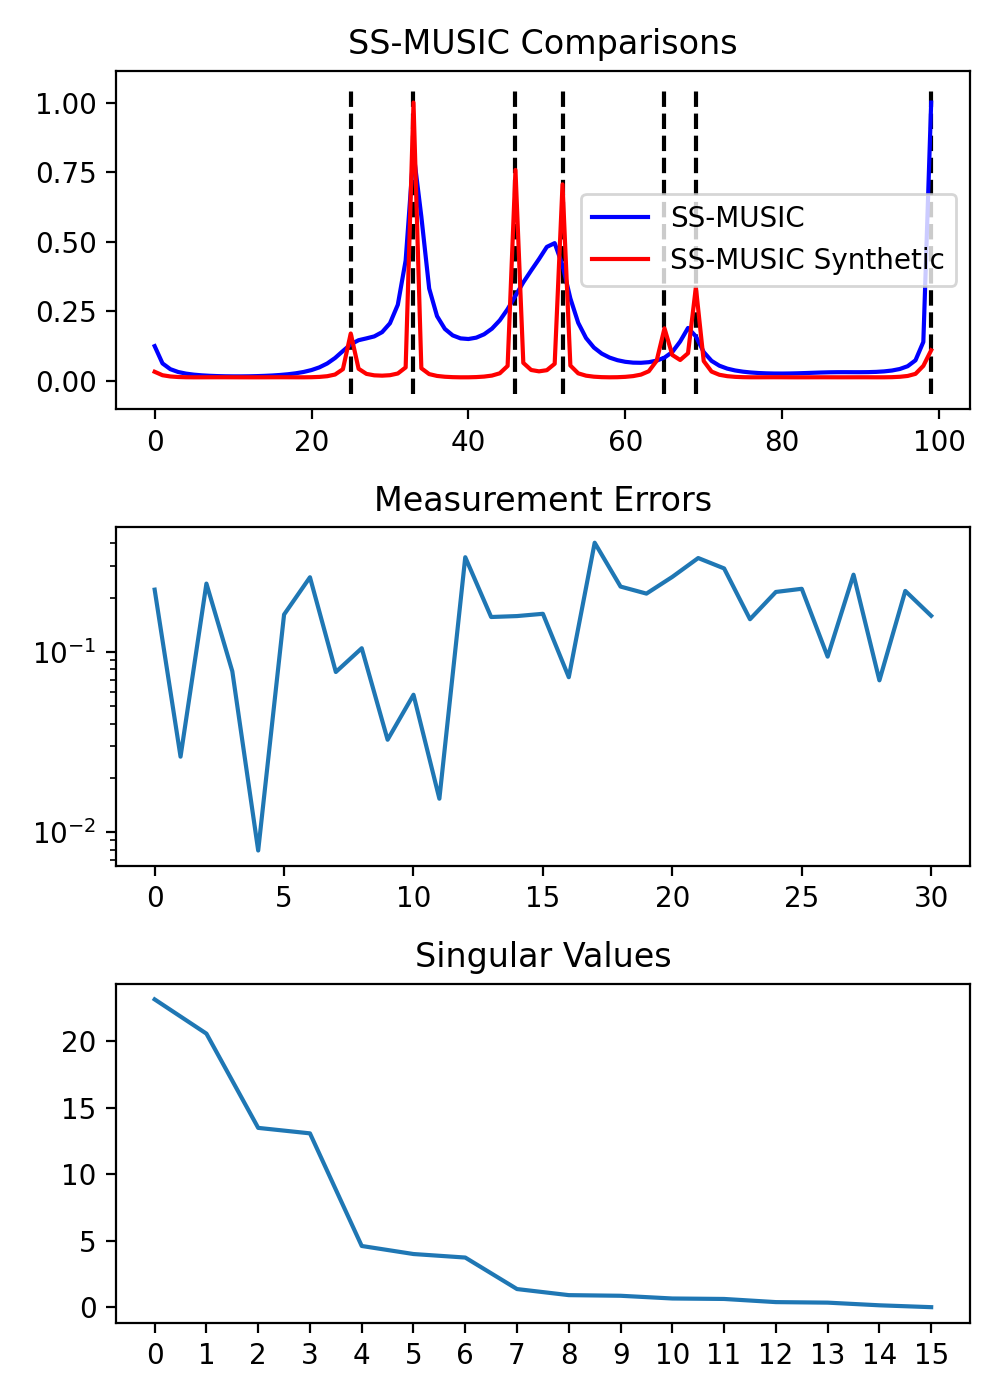 SS-MUSIC Comparisons
1.00
0.75
0.50
0.25
0.00
SS-MUSIC
SS-MUSIC Synthetic
0 20 40 60 80 100
Measurement Errors
10⁻¹
10⁻²
0 5 10 15 20 25 30
Singular Values
20
15
10
5
0
0 1 2 3 4 5 6 7 8 9 10 11 12 13 14 15